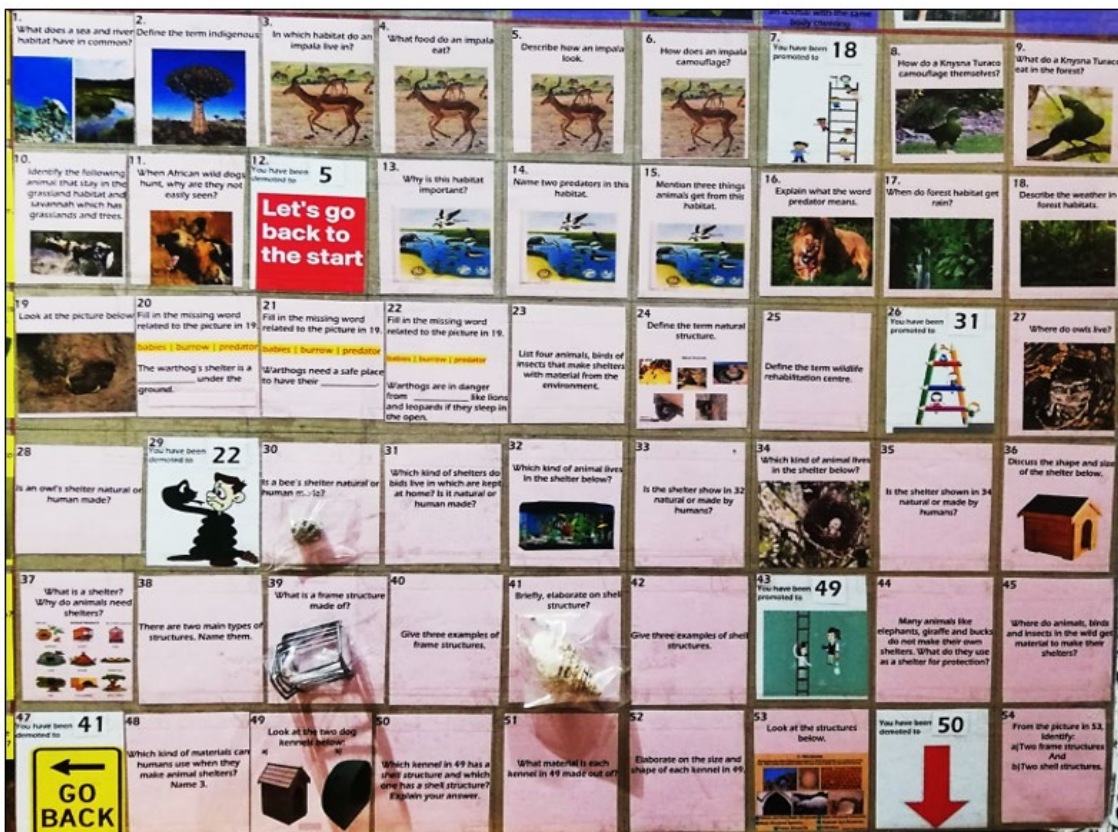 an animal with the same
body covering
1.
What does a sea and river
habitat have in common?
2.
Define the term indigenous
3.
In which habitat do an
impala live in?
4.
What food do an impala
eat?
5.
Describe how an impala
look.
6.
How does an impala
camouflage?
7.
You have been
promoted to 18
8.
How do a Knysna Turaco
camouflage themselves?
9.
What do a Knysna Turaco
eat in the forest?
10.
Identify the following
animal that stay in the
grassland habitat and
savannah which has
grasslands and trees.
11.
When African wild dogs
hunt, why are they not
easily seen?
12.
You have been
demoted to 5
Let's go
back to
the start
13.
Why is this habitat
important?
14.
Name two predators in this
habitat.
15.
Mention three things
animals get from this
habitat.
16.
Explain what the word
predator means.
17.
When do forest habitat get
rain?
18.
Describe the weather in
forest habitats.
19
Look at the picture below
20
Fill in the missing word
related to the picture in 19.
babies | burrow | predator
The warthog's shelter is a
__________ under the
ground.
21
Fill in the missing word
related to the picture in 19.
babies | burrow | predator
Warthogs need a safe place
to have their __________.
22
Fill in the missing word
related to the picture in 19.
babies | burrow | predator
Warthogs are in danger
from __________ like lions
and leopards if they sleep in
the open.
23
List four animals, birds of
insects that make shelters
with material from the
environment.
24
Define the term natural
structure.
25
Define the term wildlife
rehabilitation centre.
26
You have been
promoted to 31
27
Where do owls live?
28
Is an owl's shelter natural or
human made?
29
You have been
demoted to 22
30
Is a bee's shelter natural or
human made?
31
Which kind of shelters do
bids live in which are kept
at home? Is it natural or
human made?
32
Which kind of animal lives
in the shelter below?
33
Is the shelter show in 32
natural or made by
humans?
34
Which kind of animal lives
in the shelter below?
35
Is the shelter shown in 34
natural or made by
humans?
36
Discuss the shape and size
of the shelter below.
37
What is a shelter?
Why do animals need
shelters?
38
There are two main types of
structures. Name them.
39
What is a frame structure
made of?
40
Give three examples of
frame structures.
41
Briefly, elaborate on shell
structure?
42
Give three examples of shell
structures.
43
You have been
promoted to 49
44
Many animals like
elephants, giraffe and bucks
do not make their own
shelters. What do they use
as a shelter for protection?
45
Where do animals, birds
and insects in the wild get
material to make their
shelters?
47
You have been
demoted to 41
GO
BACK
48
Which kind of materials can
humans use when they
make animal shelters?
Name 3.
49
Look at the two dog
kennels below:
a) b)
50
Which kennel in 49 has a
shell structure and which
one has a shell structure?
Explain your answer.
51
What material is each
kennel in 49 made out of?
52
Elaborate on the size and
shape of each kennel in 49.
53
Look at the structures
below.
You have been
demoted to 50
54
From the picture in 53,
Identify:
a)Two frame structures
And
b)Two shell structures.